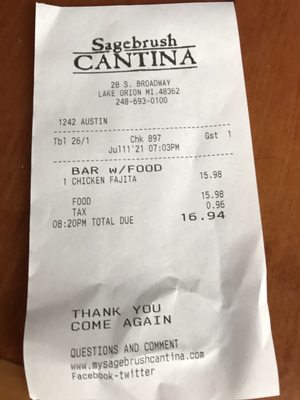 Sagebrush
CANTINA
28 S. BROADWAY
LAKE ORION MI.48362
248-693-0100
1242 AUSTIN
Tbl 26/1 Chk 897 Gst 1
Jul11'21 07:03PM
BAR w/FOOD
1 CHICKEN FAJITA 15.98
FOOD 15.98
TAX 0.96
08:20PM TOTAL DUE 16.94
THANK YOU
COME AGAIN
QUESTIONS AND COMMENT
www.mysagebrushcantina.com
Facebook-twitter